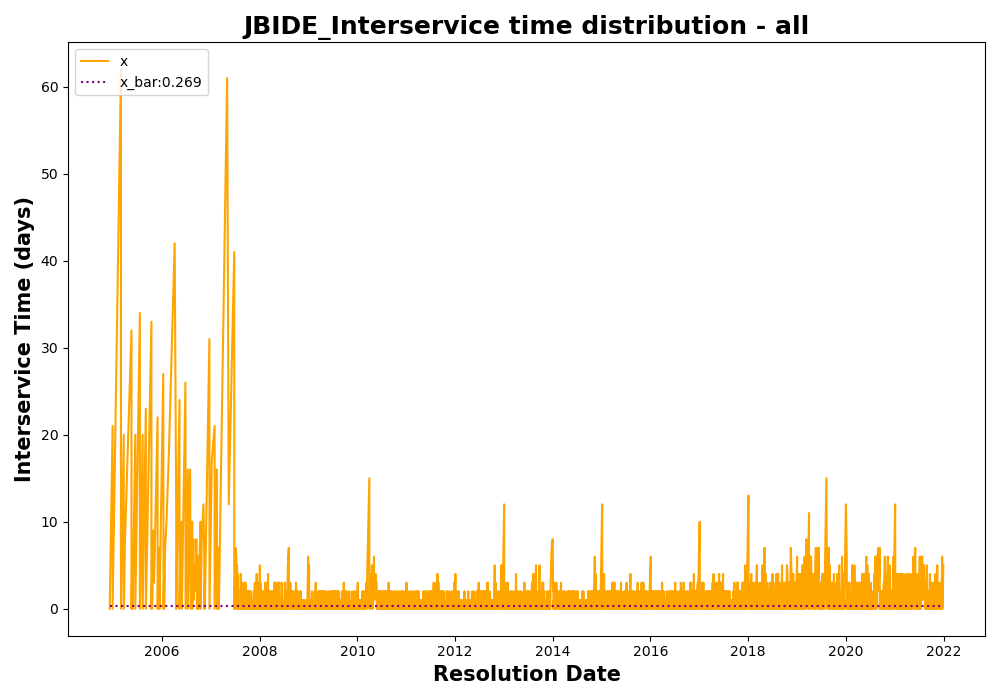 JBIDE_Interservice time distribution - all
x
x_bar:0.269
60
50
40
30
20
10
0
Interservice Time (days)
2006 2008 2010 2012 2014 2016 2018 2020 2022
Resolution Date